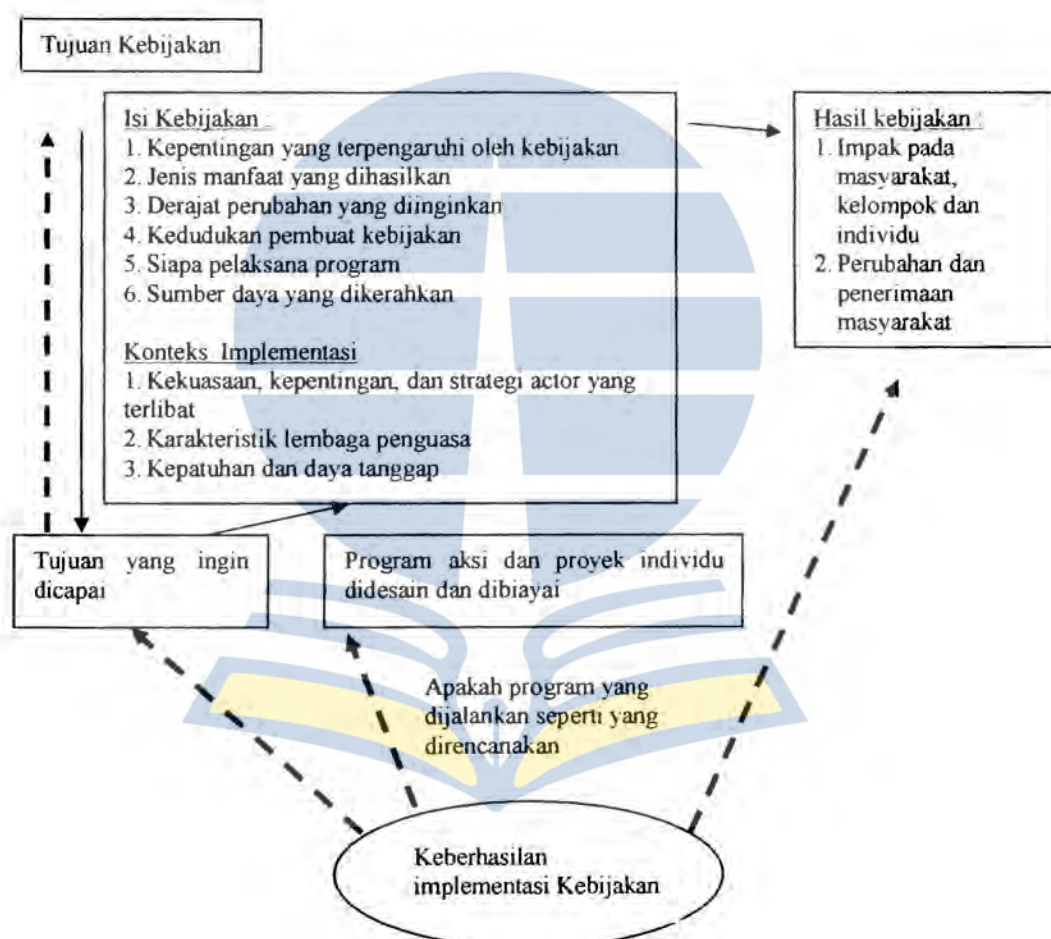 Tujuan Kebijakan
Isi Kebijakan
1. Kepentingan yang terpengaruhi oleh kebijakan
2. Jenis manfaat yang dihasilkan
3. Derajat perubahan yang diinginkan
4. Kedudukan pembuat kebijakan
5. Siapa pelaksana program
6. Sumber daya yang dikerahkan
Konteks Implementasi
1. Kekuasaan, kepentingan, dan strategi actor yang
terlibat
2. Karakteristik lembaga penguasa
3. Kepatuhan dan daya tanggap
Hasil kebijakan :
1. Impak pada
masyarakat,
kelompok dan
individu
2. Perubahan dan
penerimaan
masyarakat
Tujuan yang ingin
dicapai
Program aksi dan proyek individu
didesain dan dibiayai
Apakah program yang
dijalankan seperti yang
direncanakan
Keberhasilan
implementasi Kebijakan